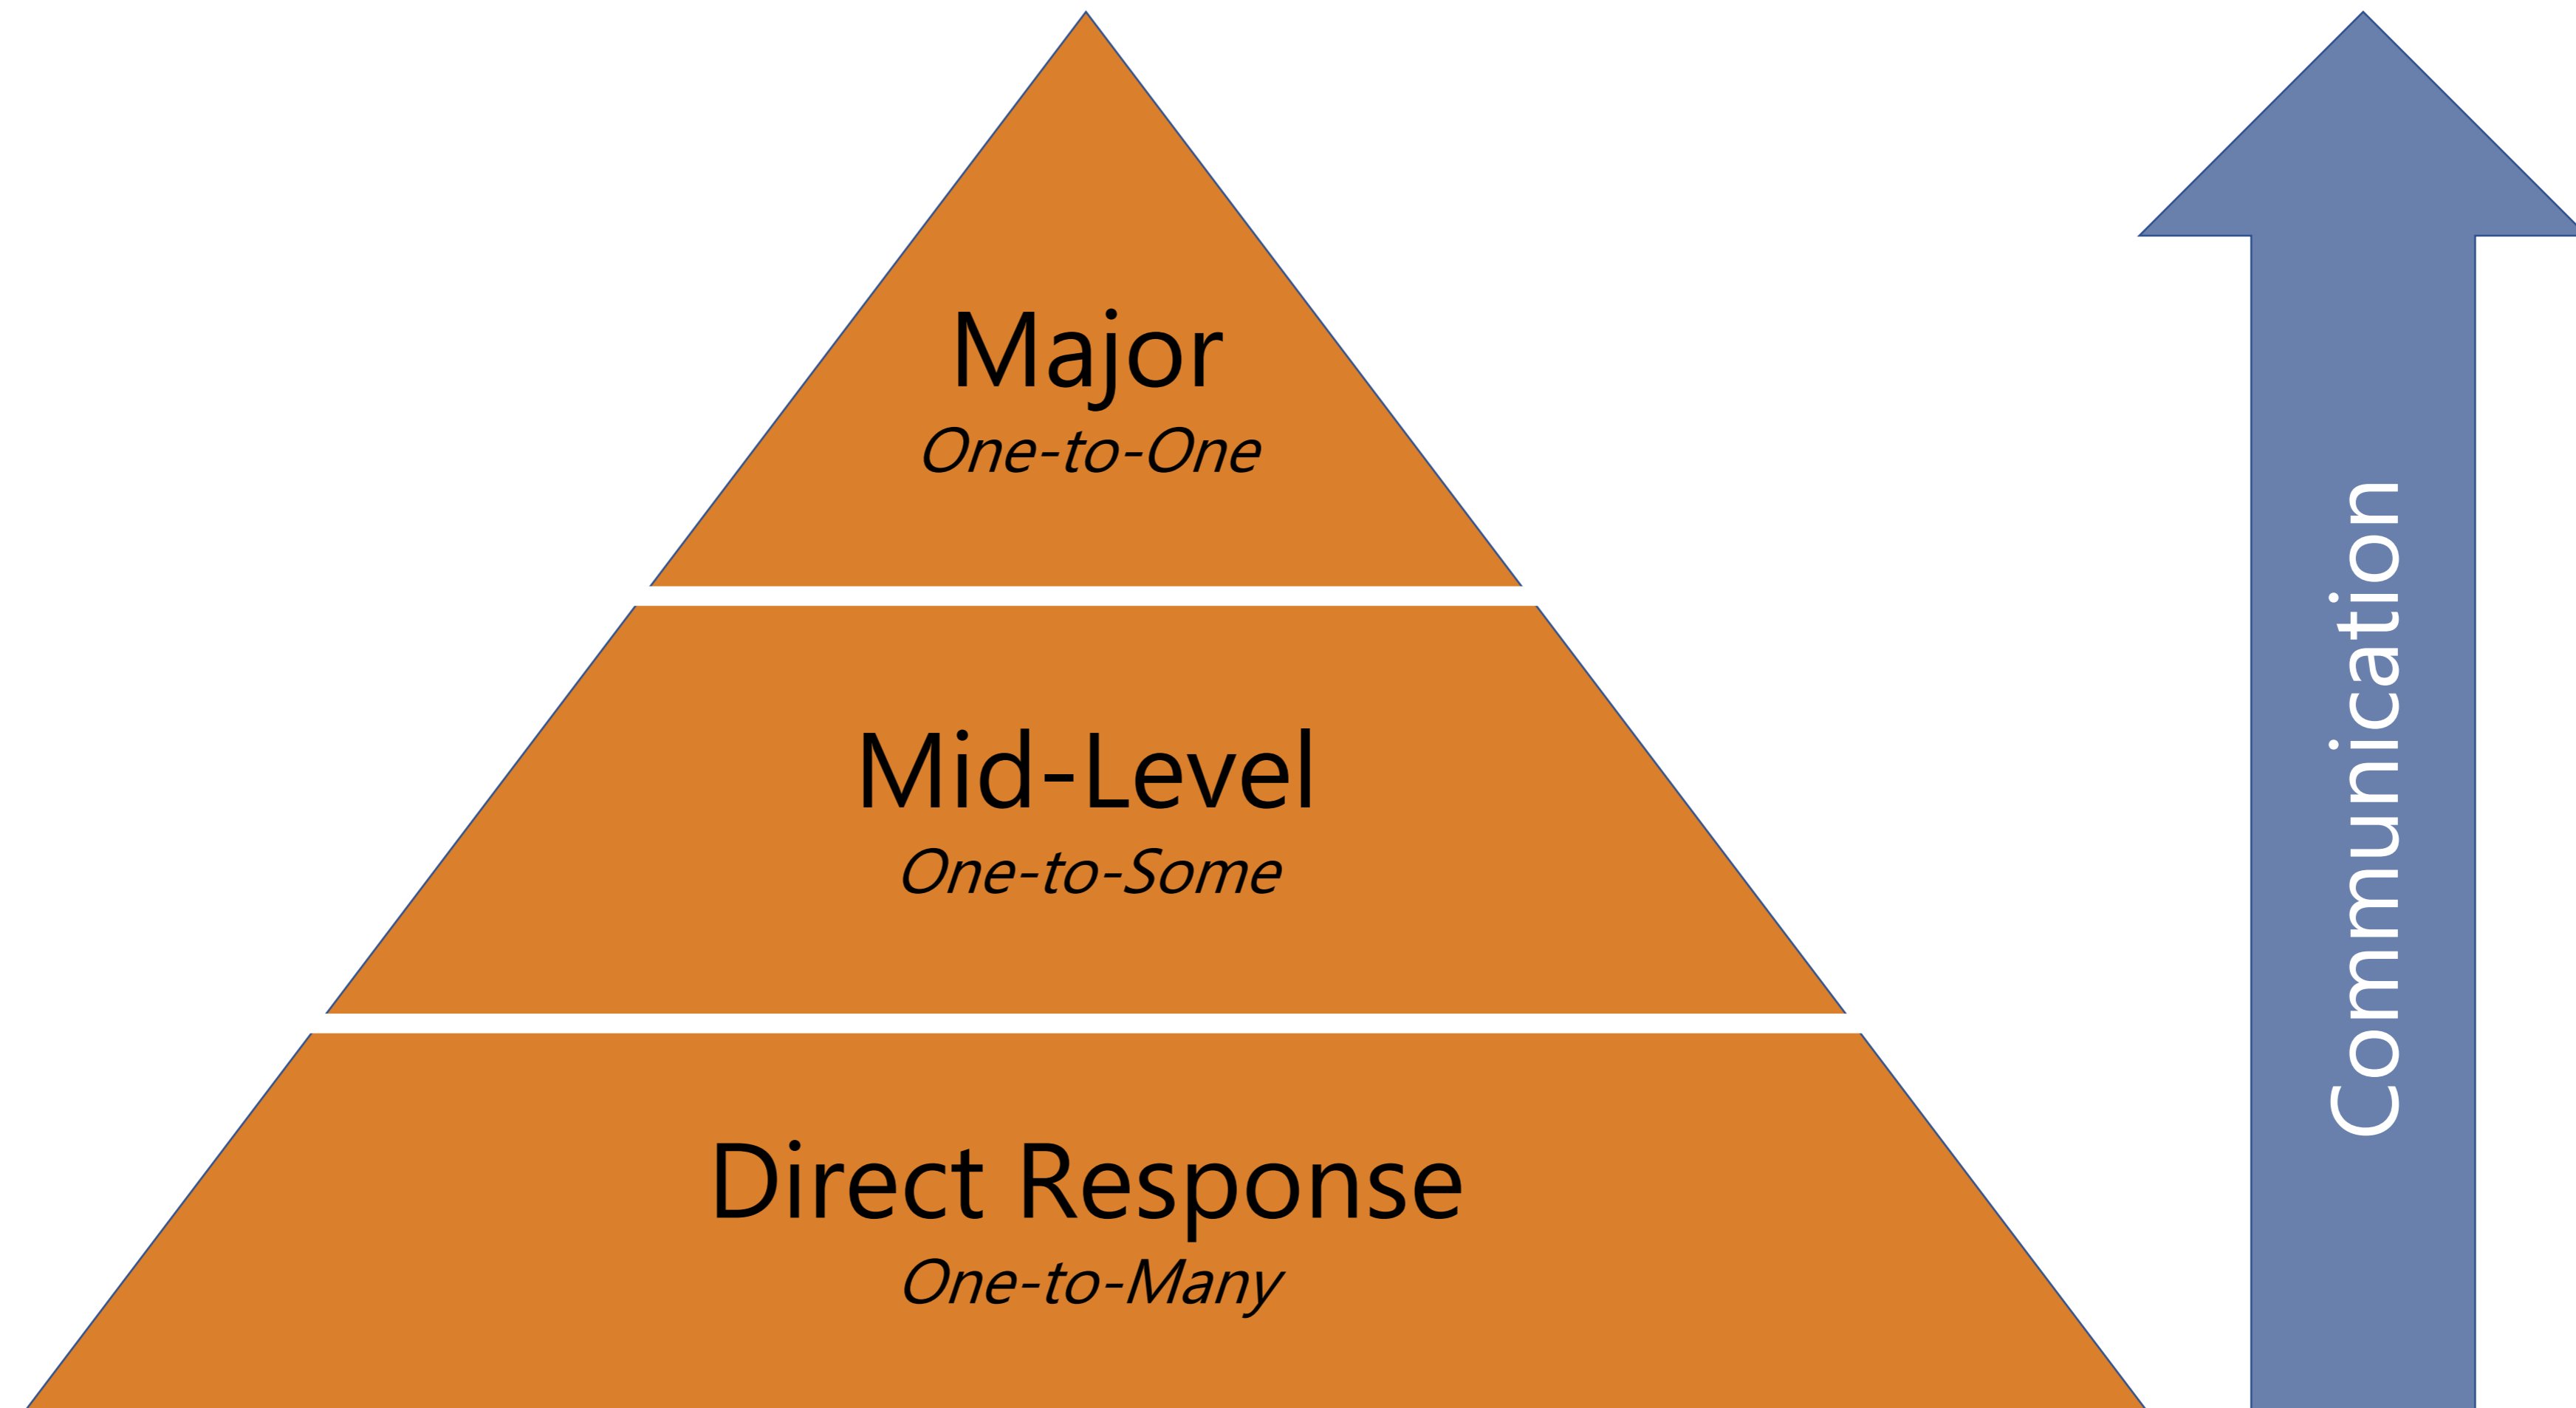 Major
One-to-One
Mid-Level
One-to-Some
Direct Response
One-to-Many
Communication